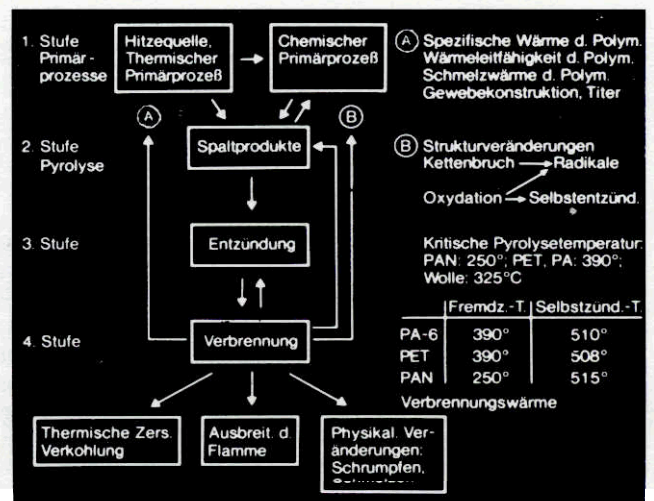 1. Stufe
Primär-
prozesse
Hitzequelle,
Thermischer
Primärprozeß
Chemischer
Primärprozeß
A
B
2. Stufe
Pyrolyse
Spaltprodukte
3. Stufe
Entzündung
4. Stufe
Verbrennung
Thermische Zers.
Verkohlung
Ausbreit. d.
Flamme
Physikal. Ver-
änderungen:
Schrumpfen,
A Spezifische Wärme d. Polym.
Wärmeleitfähigkeit d. Polym.
Schmelzwärme d. Polym.
Gewebekonstruktion, Titer
B Strukturveränderungen
Kettenbruch → Radikale
Oxydation → Selbstentzünd.
Kritische Pyrolysetemperatur:
PAN: 250°; PET, PA: 390°;
Wolle: 325°C
Fremdz.-T. Selbstzünd.-T.
PA-6 390° 510°
PET 390° 508°
PAN 250° 515°
Verbrennungswärme